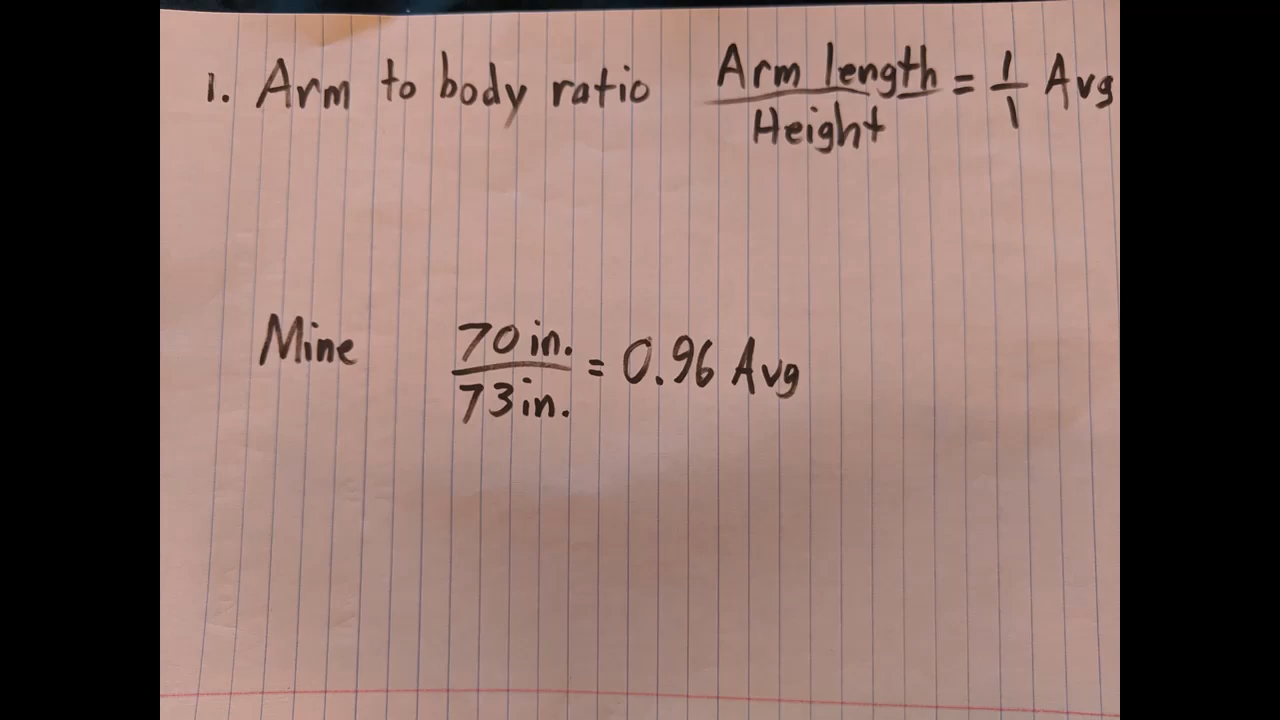 1. Arm to body ratio Arm length / Height = 1/1 Avg
Mine 70 in. / 73 in. = 0.96 Avg